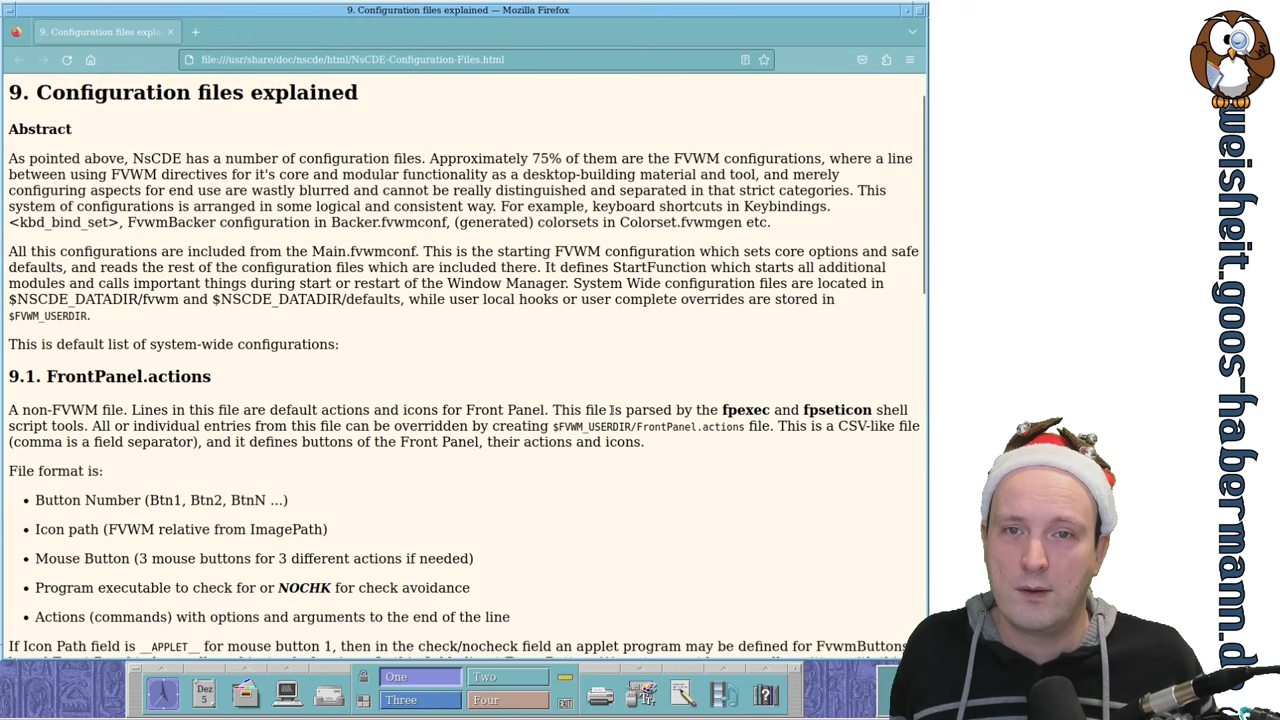 9. Configuration files explained — Mozilla Firefox
9. Configuration files expla
file:///usr/share/doc/nscde/html/NsCDE-Configuration-Files.html
9. Configuration files explained
Abstract
As pointed above, NsCDE has a number of configuration files. Approximately 75% of them are the FVWM configurations, where a line
between using FVWM directives for it's core and modular functionality as a desktop-building material and tool, and merely
configuring aspects for end use are wastly blurred and cannot be really distinguished and separated in that strict categories. This
system of configurations is arranged in some logical and consistent way. For example, keyboard shortcuts in Keybindings.
<kbd_bind_set>, FvwmBacker configuration in Backer.fvwmconf, (generated) colorsets in Colorset.fvwmgen etc.
All this configurations are included from the Main.fvwmconf. This is the starting FVWM configuration which sets core options and safe
defaults, and reads the rest of the configuration files which are included there. It defines StartFunction which starts all additional
modules and calls important things during start or restart of the Window Manager. System Wide configuration files are located in
$NSCDE_DATADIR/fvwm and $NSCDE_DATADIR/defaults, while user local hooks or user complete overrides are stored in
$FVWM_USERDIR.
This is default list of system-wide configurations:
9.1. FrontPanel.actions
A non-FVWM file. Lines in this file are default actions and icons for Front Panel. This file is parsed by the fpexec and fpseticon shell
script tools. All or individual entries from this file can be overridden by creating $FVWM_USERDIR/FrontPanel.actions file. This is a CSV-like file
(comma is a field separator), and it defines buttons of the Front Panel, their actions and icons.
File format is:
• Button Number (Btn1, Btn2, BtnN ...)
• Icon path (FVWM relative from ImagePath)
• Mouse Button (3 mouse buttons for 3 different actions if needed)
• Program executable to check for or NOCHK for check avoidance
• Actions (commands) with options and arguments to the end of the line
If Icon Path field is __APPLET__ for mouse button 1, then in the check/nocheck field an applet program may be defined for FvwmButtons
Dez
5
One
Two
Three
Four
EXIT
weisheit.goos-habermann.d